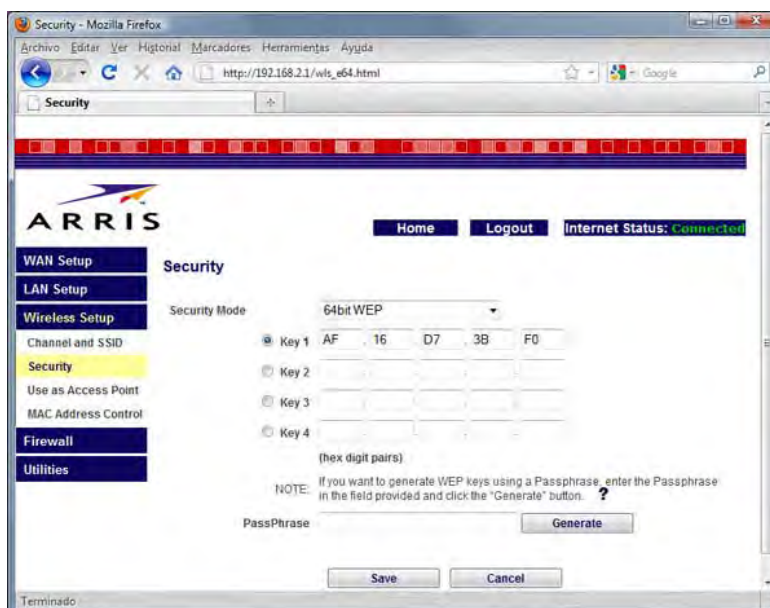 Security - Mozilla Firefox
Archivo Editar Ver Historial Marcadores Herramientas Ayuda
http://192.168.2.1/wls_e64.html
Google
Security
ARRIS
Home Logout Internet Status: Connected
WAN Setup
LAN Setup
Wireless Setup
Channel and SSID
Security
Use as Access Point
MAC Address Control
Firewall
Utilities
Security
Security Mode 64bit WEP
Key 1 AF . 16 . D7 . 3B . F0
Key 2 . . . .
Key 3 . . . .
Key 4 . . . .
(hex digit pairs)
NOTE: If you want to generate WEP keys using a Passphrase, enter the Passphrase
in the field provided and click the "Generate" button. ?
PassPhrase Generate
Save Cancel
Terminado